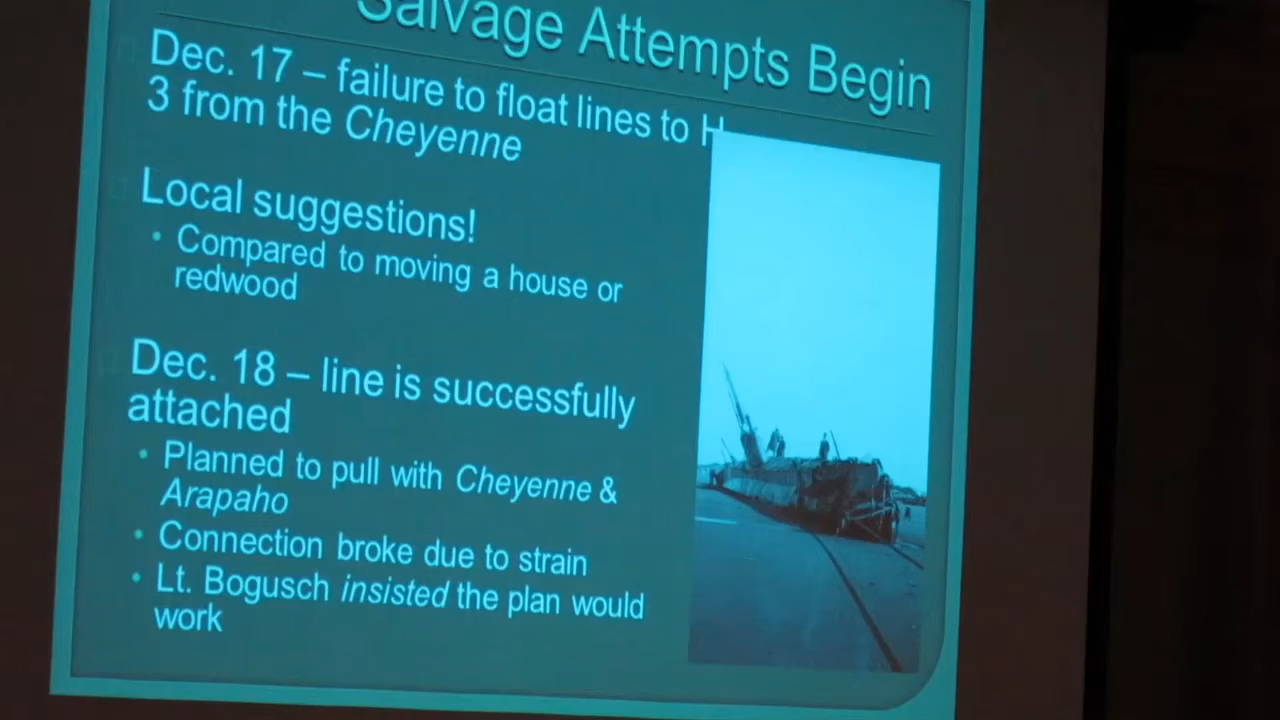 Salvage Attempts Begin
Dec. 17 – failure to float lines to H
3 from the Cheyenne
Local suggestions!
• Compared to moving a house or
redwood
Dec. 18 – line is successfully
attached
• Planned to pull with Cheyenne &
Arapaho
• Connection broke due to strain
• Lt. Bogusch insisted the plan would
work